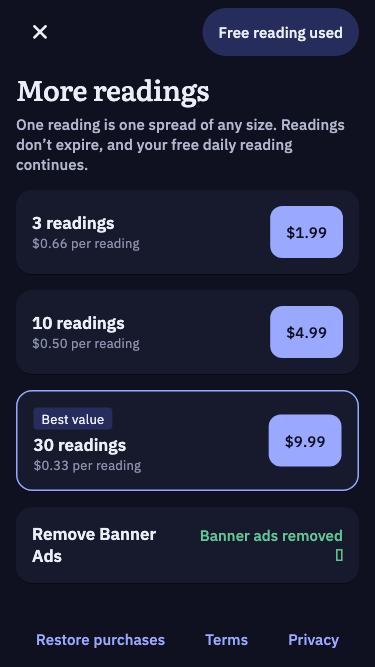 Free reading used
More readings
One reading is one spread of any size. Readings
don’t expire, and your free daily reading
continues.
3 readings
$0.66 per reading
$1.99
10 readings
$0.50 per reading
$4.99
Best value
30 readings
$0.33 per reading
$9.99
Remove Banner
Ads
Banner ads removed
Restore purchases
Terms
Privacy